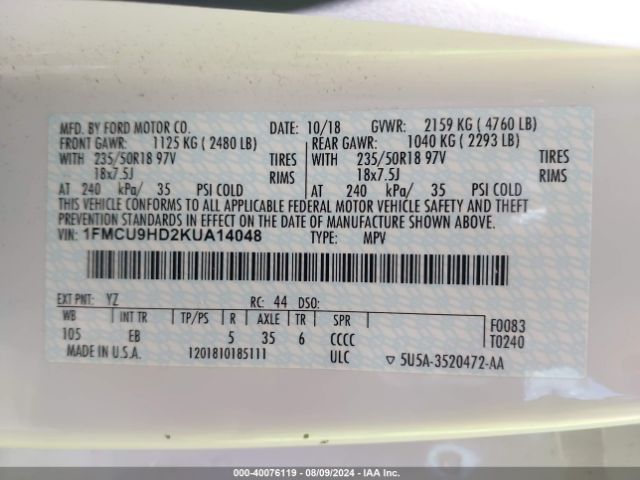 MFD. BY FORD MOTOR CO. DATE: 10/18 GVWR: 2159 KG ( 4760 LB)
FRONT GAWR: 1125 KG ( 2480 LB) REAR GAWR: 1040 KG ( 2293 LB)
WITH 235/50R18 97V TIRES WITH 235/50R18 97V TIRES
18x7.5J RIMS 18x7.5J RIMS
AT 240 kPa/ 35 PSI COLD AT 240 kPa/ 35 PSI COLD
THIS VEHICLE CONFORMS TO ALL APPLICABLE FEDERAL MOTOR VEHICLE SAFETY AND THEFT
PREVENTION STANDARDS IN EFFECT ON THE DATE OF MANUFACTURE SHOWN ABOVE.
VIN: 1FMCU9HD2KUA14048 TYPE: MPV
EXT PNT: YZ RC: 44 DSO:
WB INT TR TP/PS R AXLE TR SPR F0083
105 EB 5 35 6 CCCC T0240
MADE IN U.S.A. 1201810185111 ULC ▽ 5U5A-3520472-AA
00-40076119 - 08/09/2024 - IAA Inc.